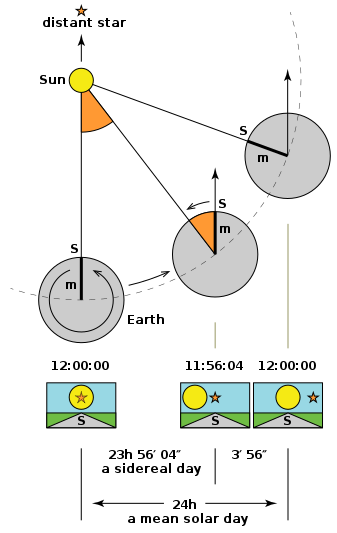 distant star
Sun
S
m
S
m
S
m
Earth
12:00:00
11:56:04
12:00:00
S
S
S
23h 56′ 04″
a sidereal day
3′ 56″
24h
a mean solar day